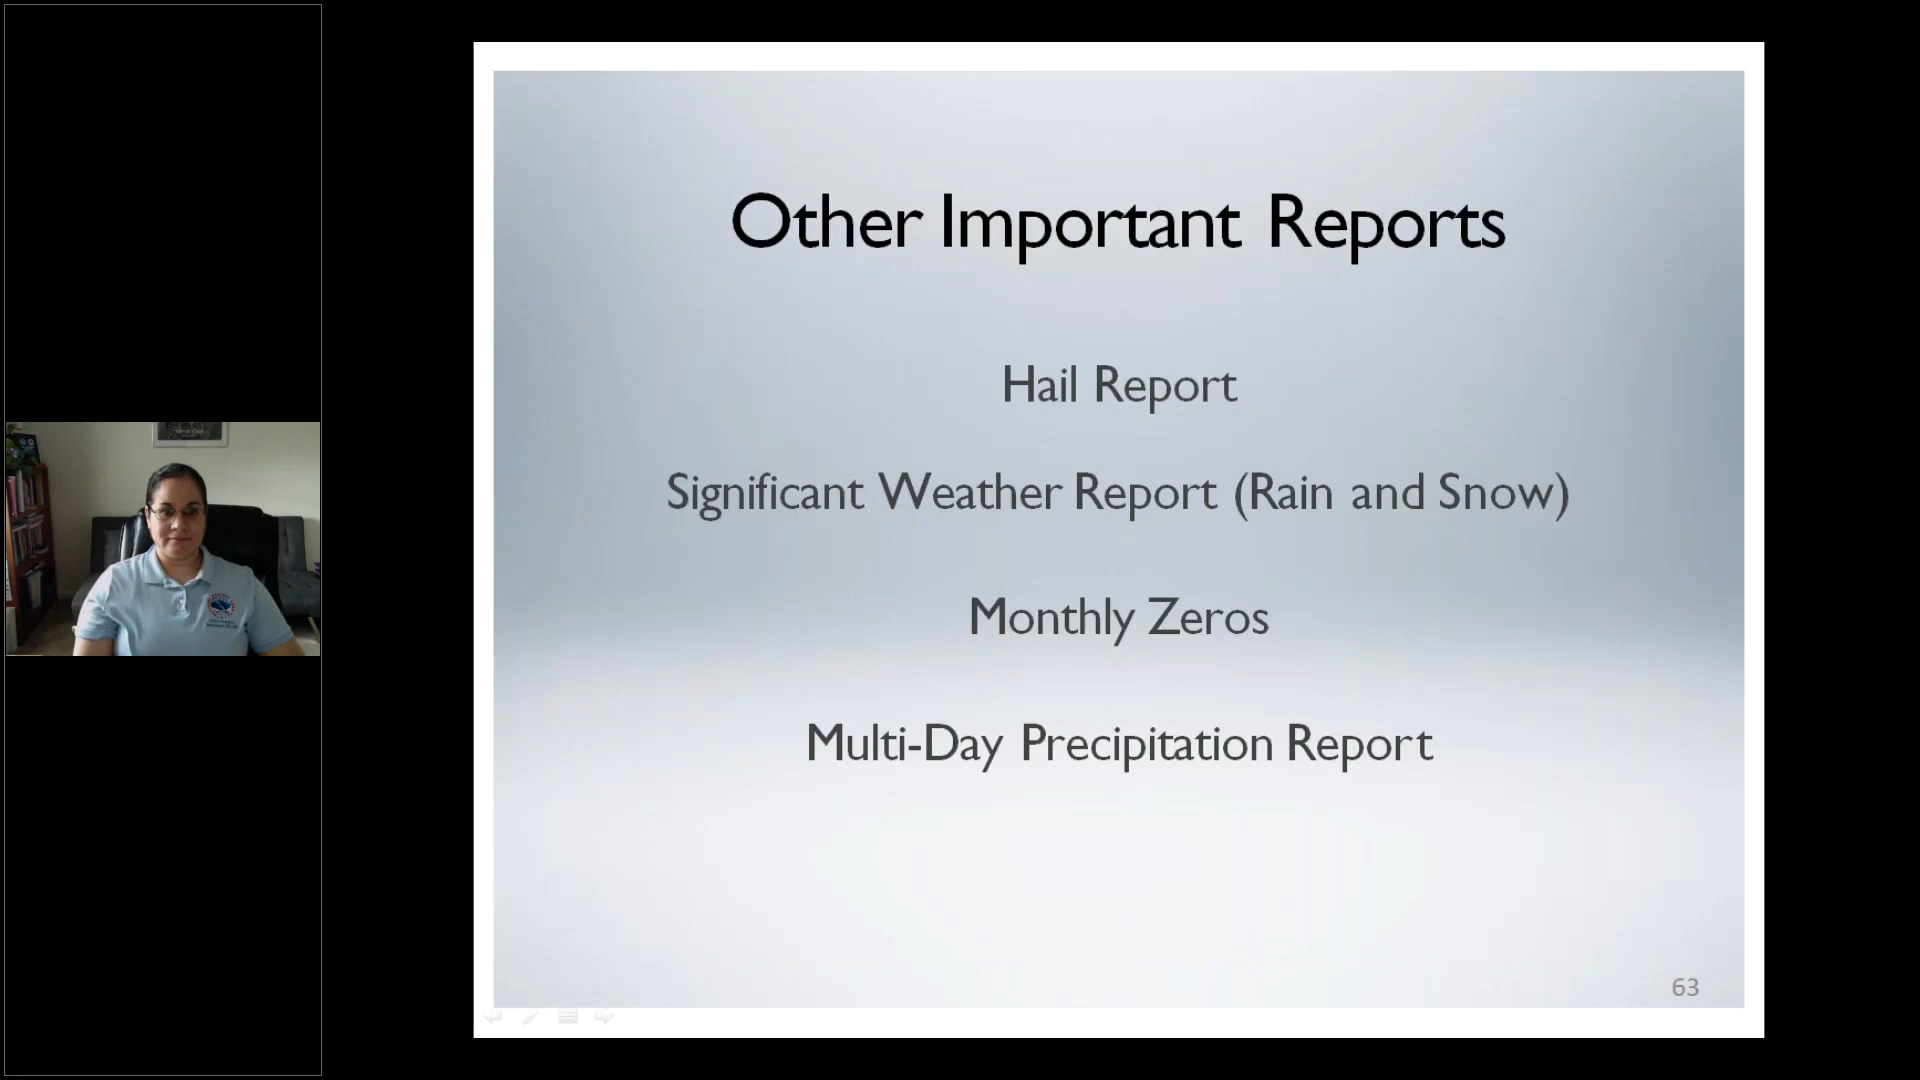 Other Important Reports
Hail Report
Significant Weather Report (Rain and Snow)
Monthly Zeros
Multi-Day Precipitation Report
63